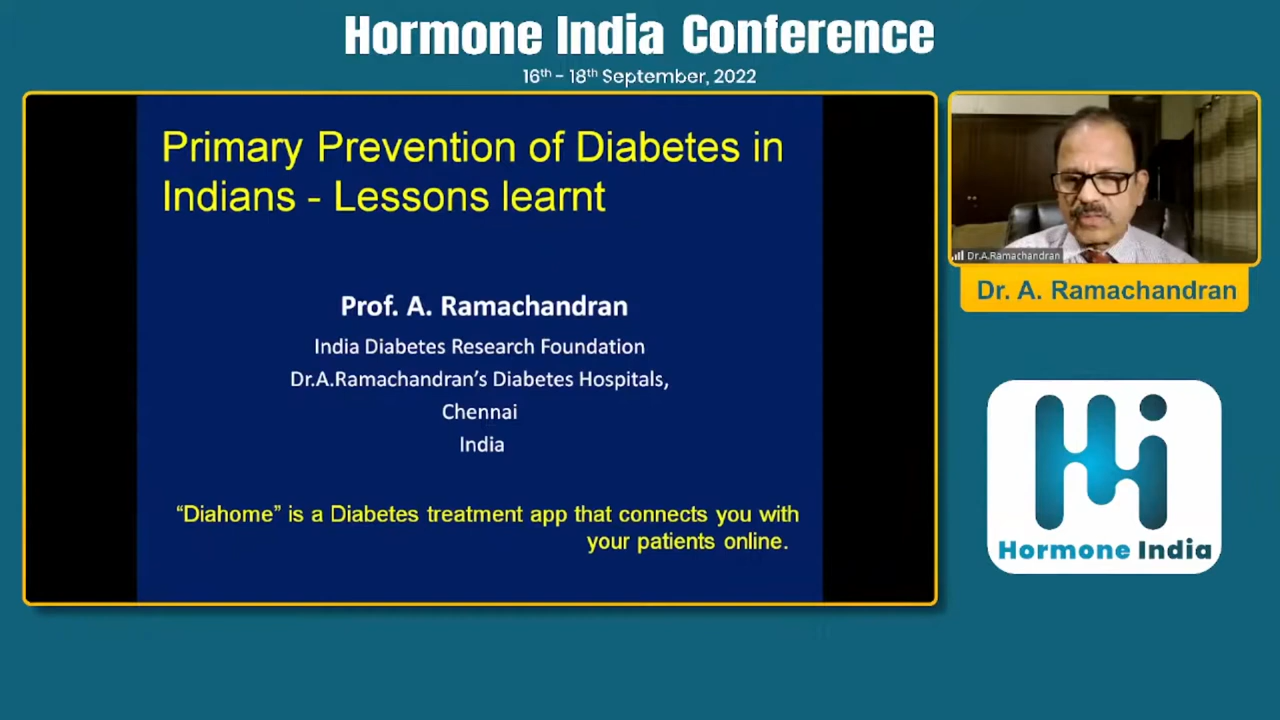 Hormone India Conference
16th - 18th September, 2022
Primary Prevention of Diabetes in
Indians - Lessons learnt
Prof. A. Ramachandran
India Diabetes Research Foundation
Dr.A.Ramachandran’s Diabetes Hospitals,
Chennai
India
“Diahome” is a Diabetes treatment app that connects you with
your patients online.
Dr.A.Ramachandran
Dr. A. Ramachandran
Hi
Hormone India